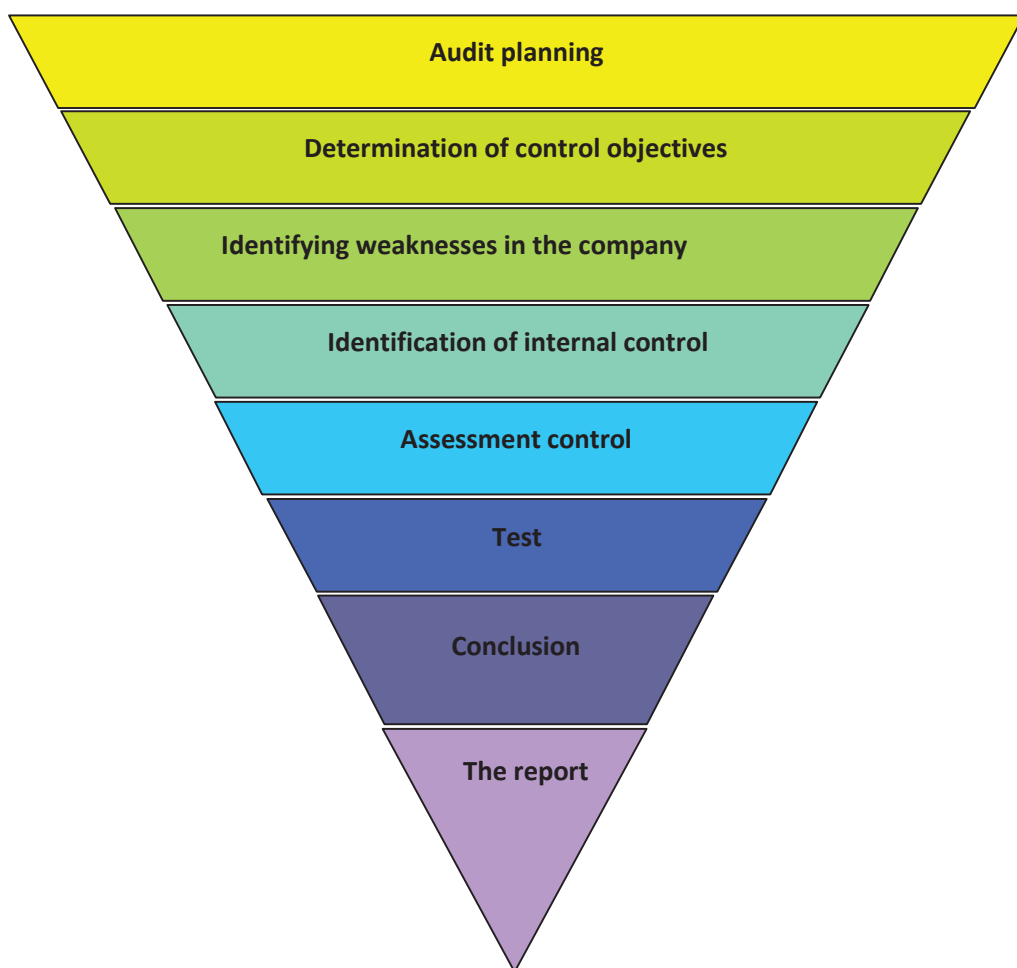 Audit planning
Determination of control objectives
Identifying weaknesses in the company
Identification of internal control
Assessment control
Test
Conclusion
The report